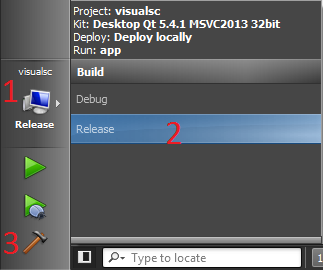 Project: visualsc
Kit: Desktop Qt 5.4.1 MSVC2013 32bit
Deploy: Deploy locally
Run: app
visualsc
Build
1
Debug
Release
Release
2
3
Type to locate
1